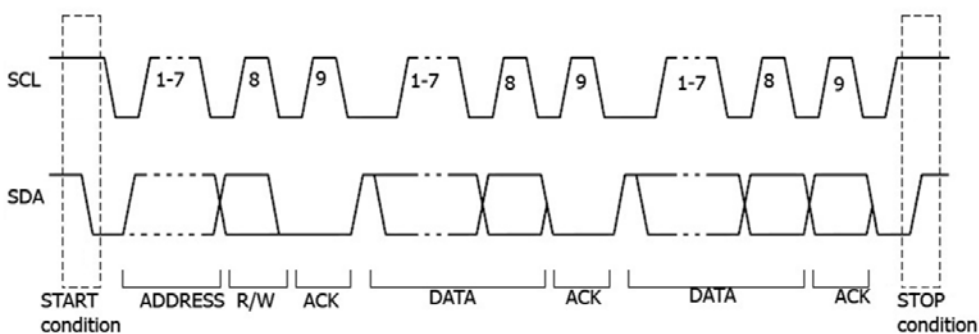 SCL 1-7 8 9 1-7 8 9 1-7 8 9
SDA
ADDRESS R/W ACK DATA ACK DATA ACK
START
condition
STOP
condition